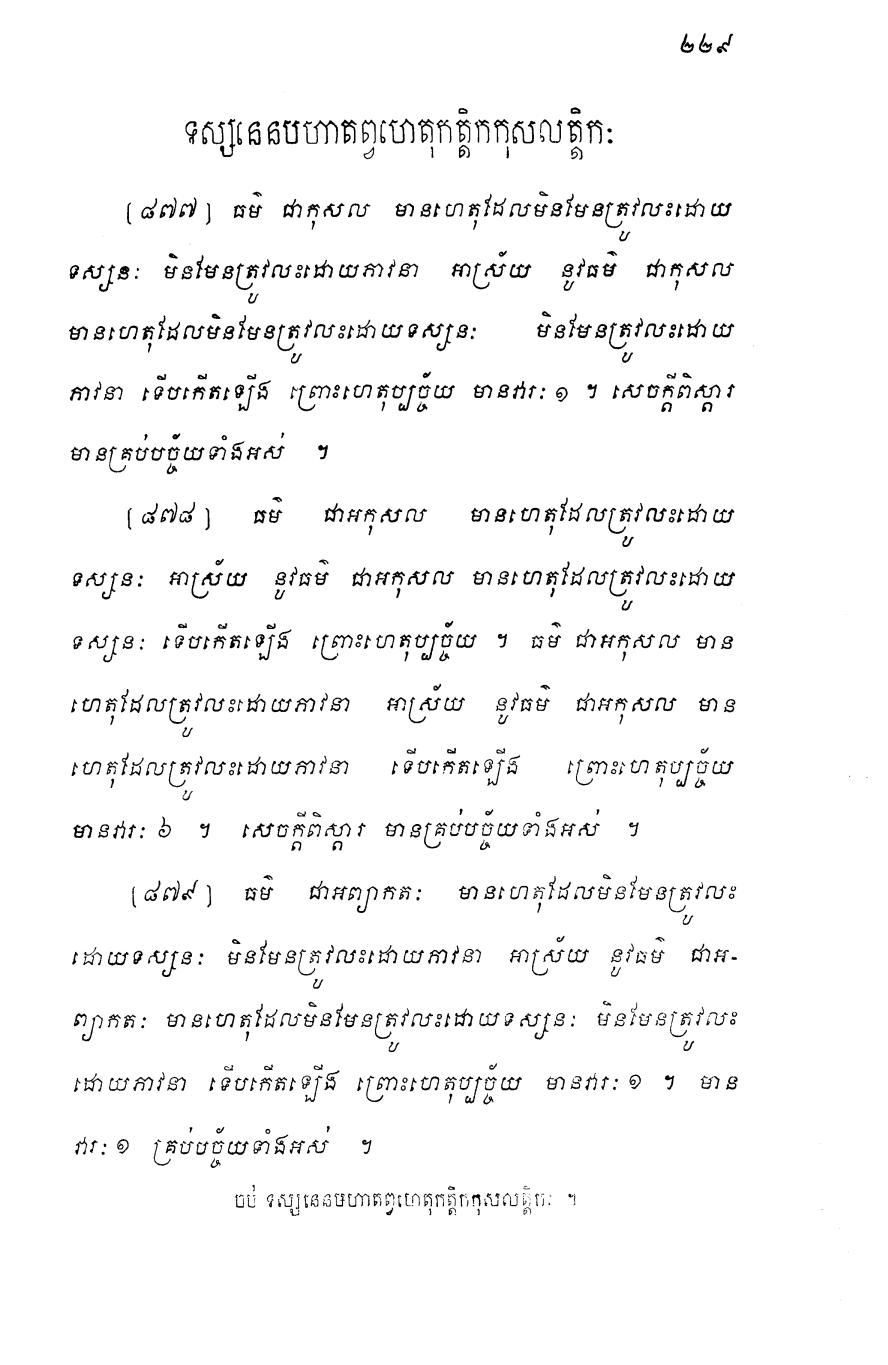 ២២៩
ទស្សនេនបហាតព្វហេតុកត្តិកកុសលត្តិកៈ
[៨៧៧] ធម៌ ជាកុសល មានហេតុដែលមិនមែនត្រូវលះដោយ
ទស្សនៈ មិនមែនត្រូវលះដោយភាវនា អាស្រ័យ នូវធម៌ ជាកុសល
មានហេតុដែលមិនមែនត្រូវលះដោយទស្សនៈ មិនមែនត្រូវលះដោយ
ភាវនា ទើបកើតឡើង ព្រោះហេតុប្បច្ច័យ មានវារៈ ១ ។ សេចក្តីពិស្តារ
មានគ្រប់បច្ច័យទាំងអស់ ។
[៨៧៨] ធម៌ ជាអកុសល មានហេតុដែលត្រូវលះដោយ
ទស្សនៈ អាស្រ័យ នូវធម៌ ជាអកុសល មានហេតុដែលត្រូវលះដោយ
ទស្សនៈ ទើបកើតឡើង ព្រោះហេតុប្បច្ច័យ ។ ធម៌ ជាអកុសល មាន
ហេតុដែលត្រូវលះដោយភាវនា អាស្រ័យ នូវធម៌ ជាអកុសល មាន
ហេតុដែលត្រូវលះដោយភាវនា ទើបកើតឡើង ព្រោះហេតុប្បច្ច័យ
មានវារៈ ៦ ។ សេចក្តីពិស្តារ មានគ្រប់បច្ច័យទាំងអស់ ។
[៨៧៩] ធម៌ ជាអព្យាកតៈ មានហេតុដែលមិនមែនត្រូវលះ
ដោយទស្សនៈ មិនមែនត្រូវលះដោយភាវនា អាស្រ័យ នូវធម៌ ជាអ-
ព្យាកតៈ មានហេតុដែលមិនមែនត្រូវលះដោយទស្សនៈ មិនមែនត្រូវលះ
ដោយភាវនា ទើបកើតឡើង ព្រោះហេតុប្បច្ច័យ មានវារៈ ១ ។ មាន
វារៈ ១ គ្រប់បច្ច័យទាំងអស់ ។
ចប់ ទស្សនេនបហាតព្វហេតុកត្តិកកុសលត្តិកៈ ។